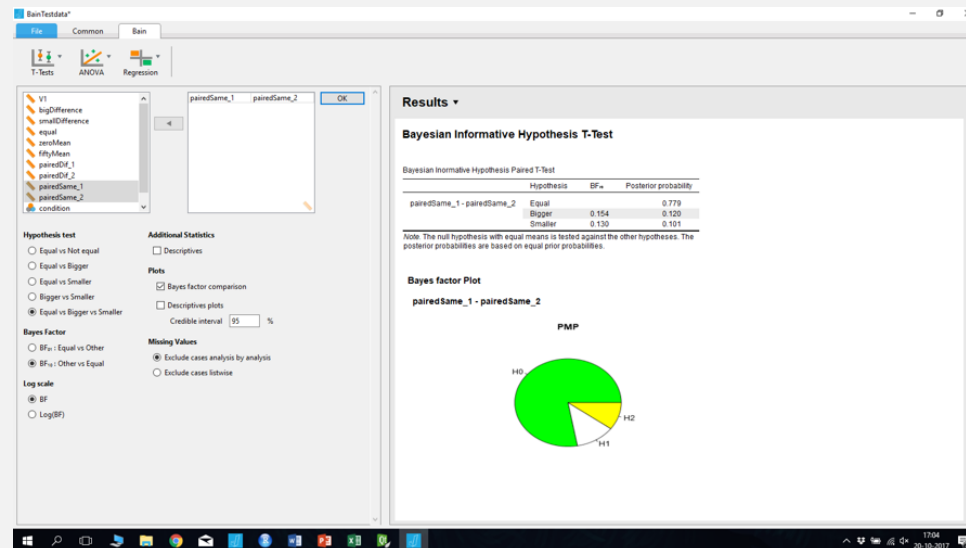 BainTestdata*
File Common Bain
T-Tests ANOVA Regression
V1
bigDifference
smallDifference
equal
zeroMean
fiftyMean
pairedDif_1
pairedDif_2
pairedSame_1
pairedSame_2
condition
pairedSame_1 pairedSame_2
OK
Hypothesis test
Equal vs Not equal
Equal vs Bigger
Equal vs Smaller
Bigger vs Smaller
Equal vs Bigger vs Smaller
Bayes Factor
BF₀₁ : Equal vs Other
BF₁₀ : Other vs Equal
Log scale
BF
Log(BF)
Additional Statistics
Descriptives
Plots
Bayes factor comparison
Descriptives plots
Credible interval 95 %
Missing Values
Exclude cases analysis by analysis
Exclude cases listwise
Results
Bayesian Informative Hypothesis T-Test
Bayesian Inormative Hypothesis Paired T-Test
Hypothesis BF₁₀ Posterior probability
pairedSame_1 - pairedSame_2 Equal 0.779
Bigger 0.154 0.120
Smaller 0.130 0.101
Note. The null hypothesis with equal means is tested against the other hypotheses. The
posterior probabilities are based on equal prior probabilities.
Bayes factor Plot
pairedSame_1 - pairedSame_2
PMP
H0
H2
H1
17:04
20-10-2017